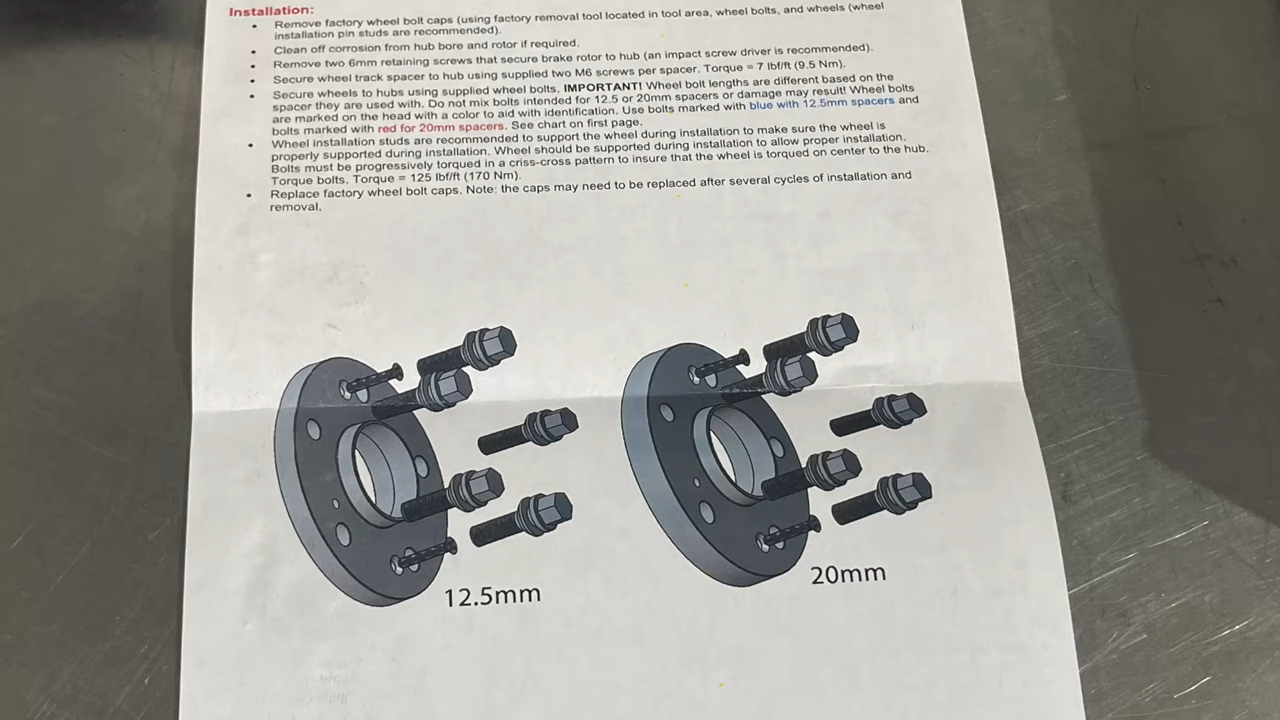 Installation:
• Remove factory wheel bolt caps (using factory removal tool located in tool area, wheel bolts, and wheels (wheel
installation pin studs are recommended).
• Clean off corrosion from hub bore and rotor if required.
• Remove two 6mm retaining screws that secure brake rotor to hub (an impact screw driver is recommended).
• Secure wheel track spacer to hub using supplied two M6 screws per spacer. Torque = 7 lbf/ft (9.5 Nm).
• Secure wheels to hubs using supplied wheel bolts. IMPORTANT! Wheel bolt lengths are different based on the
spacer they are used with. Do not mix bolts intended for 12.5 or 20mm spacers or damage may result! Wheel bolts
are marked on the head with a color to aid with identification. Use bolts marked with blue with 12.5mm spacers and
bolts marked with red for 20mm spacers. See chart on first page.
• Wheel installation studs are recommended to support the wheel during installation to make sure the wheel is
properly supported during installation. Wheel should be supported during installation to allow proper installation.
Bolts must be progressively torqued in a criss-cross pattern to insure that the wheel is torqued on center to the hub.
Torque bolts. Torque = 125 lbf/ft (170 Nm).
• Replace factory wheel bolt caps. Note: the caps may need to be replaced after several cycles of installation and
removal.
12.5mm
20mm